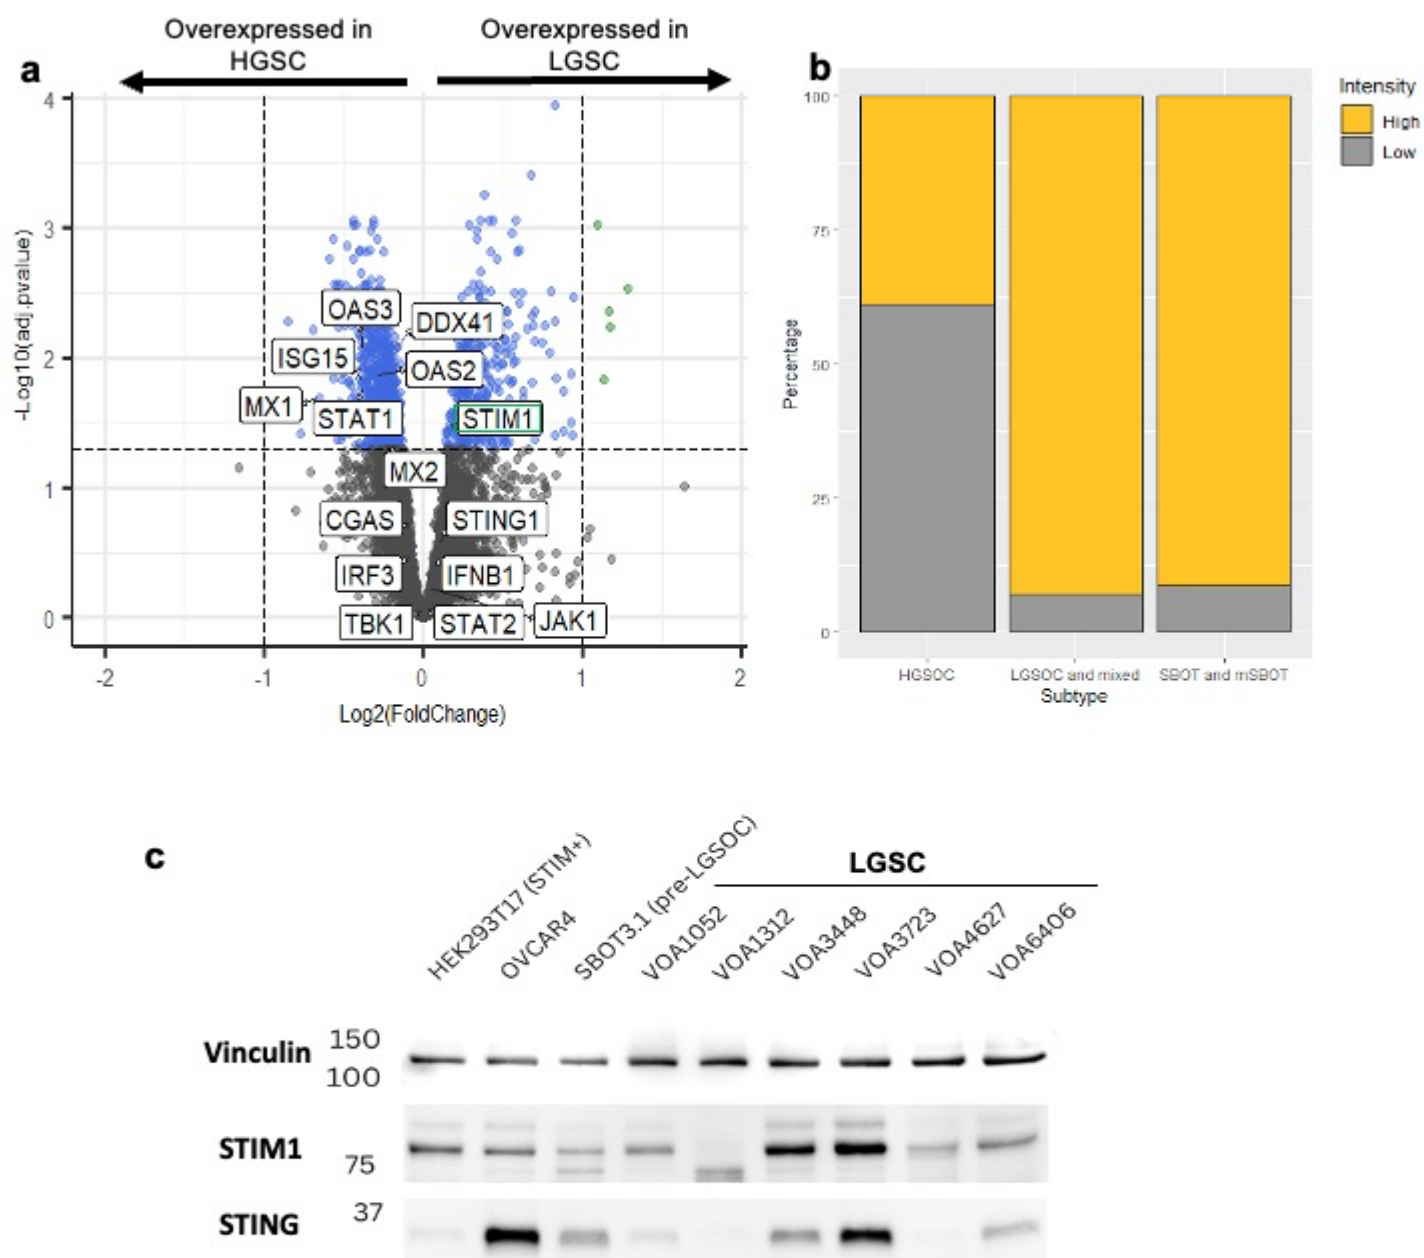 a
Overexpressed in
HGSC
Overexpressed in
LGSC
4
3
2
1
0
-Log10(adj.pvalue)
OAS3
DDX41
ISG15
OAS2
MX1
STAT1
STIM1
MX2
CGAS
STING1
IRF3
IFNB1
TBK1
STAT2
JAK1
-2
-1
0
1
2
Log2(FoldChange)
b
100
75
50
25
0
Percentage
HGSOC
LGSOC and mixed
SBOT and mSBOT
Subtype
Intensity
High
Low
c
HEK293T17 (STIM+)
OVCAR4
SBOT3.1 (pre-LGSOC)
LGSC
VOA1052
VOA1312
VOA3448
VOA3723
VOA4627
VOA6406
Vinculin
150
100
STIM1
75
STING
37